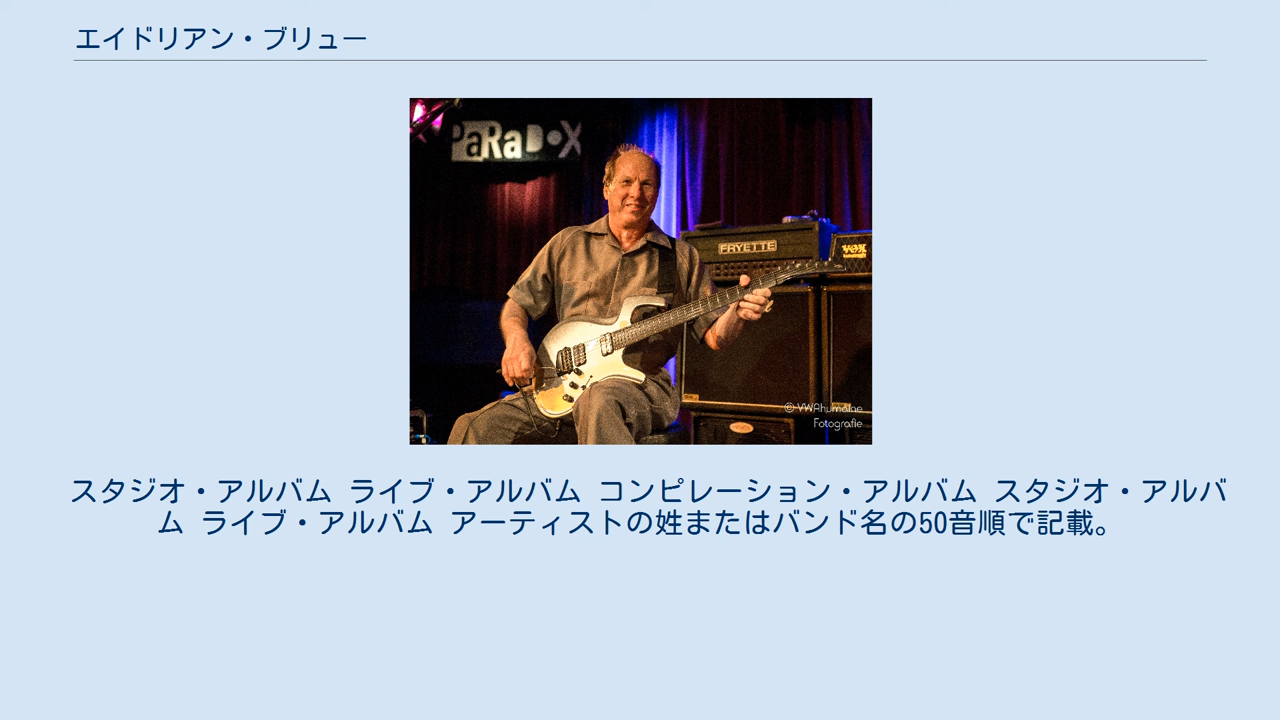 エイドリアン・ブリュー
PaRaDoX
FRYETTE
VOX
© VWAhumaine
Fotografie
スタジオ・アルバム ライブ・アルバム コンピレーション・アルバム スタジオ・アルバ
ム ライブ・アルバム アーティストの姓またはバンド名の50音順で記載。